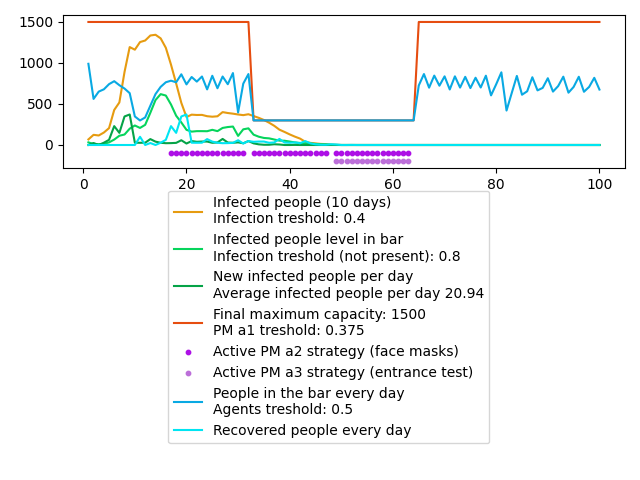 1500
1000
500
0
0 20 40 60 80 100
Infected people (10 days)
Infection treshold: 0.4
Infected people level in bar
Infection treshold (not present): 0.8
New infected people per day
Average infected people per day 20.94
Final maximum capacity: 1500
PM a1 treshold: 0.375
Active PM a2 strategy (face masks)
Active PM a3 strategy (entrance test)
People in the bar every day
Agents treshold: 0.5
Recovered people every day